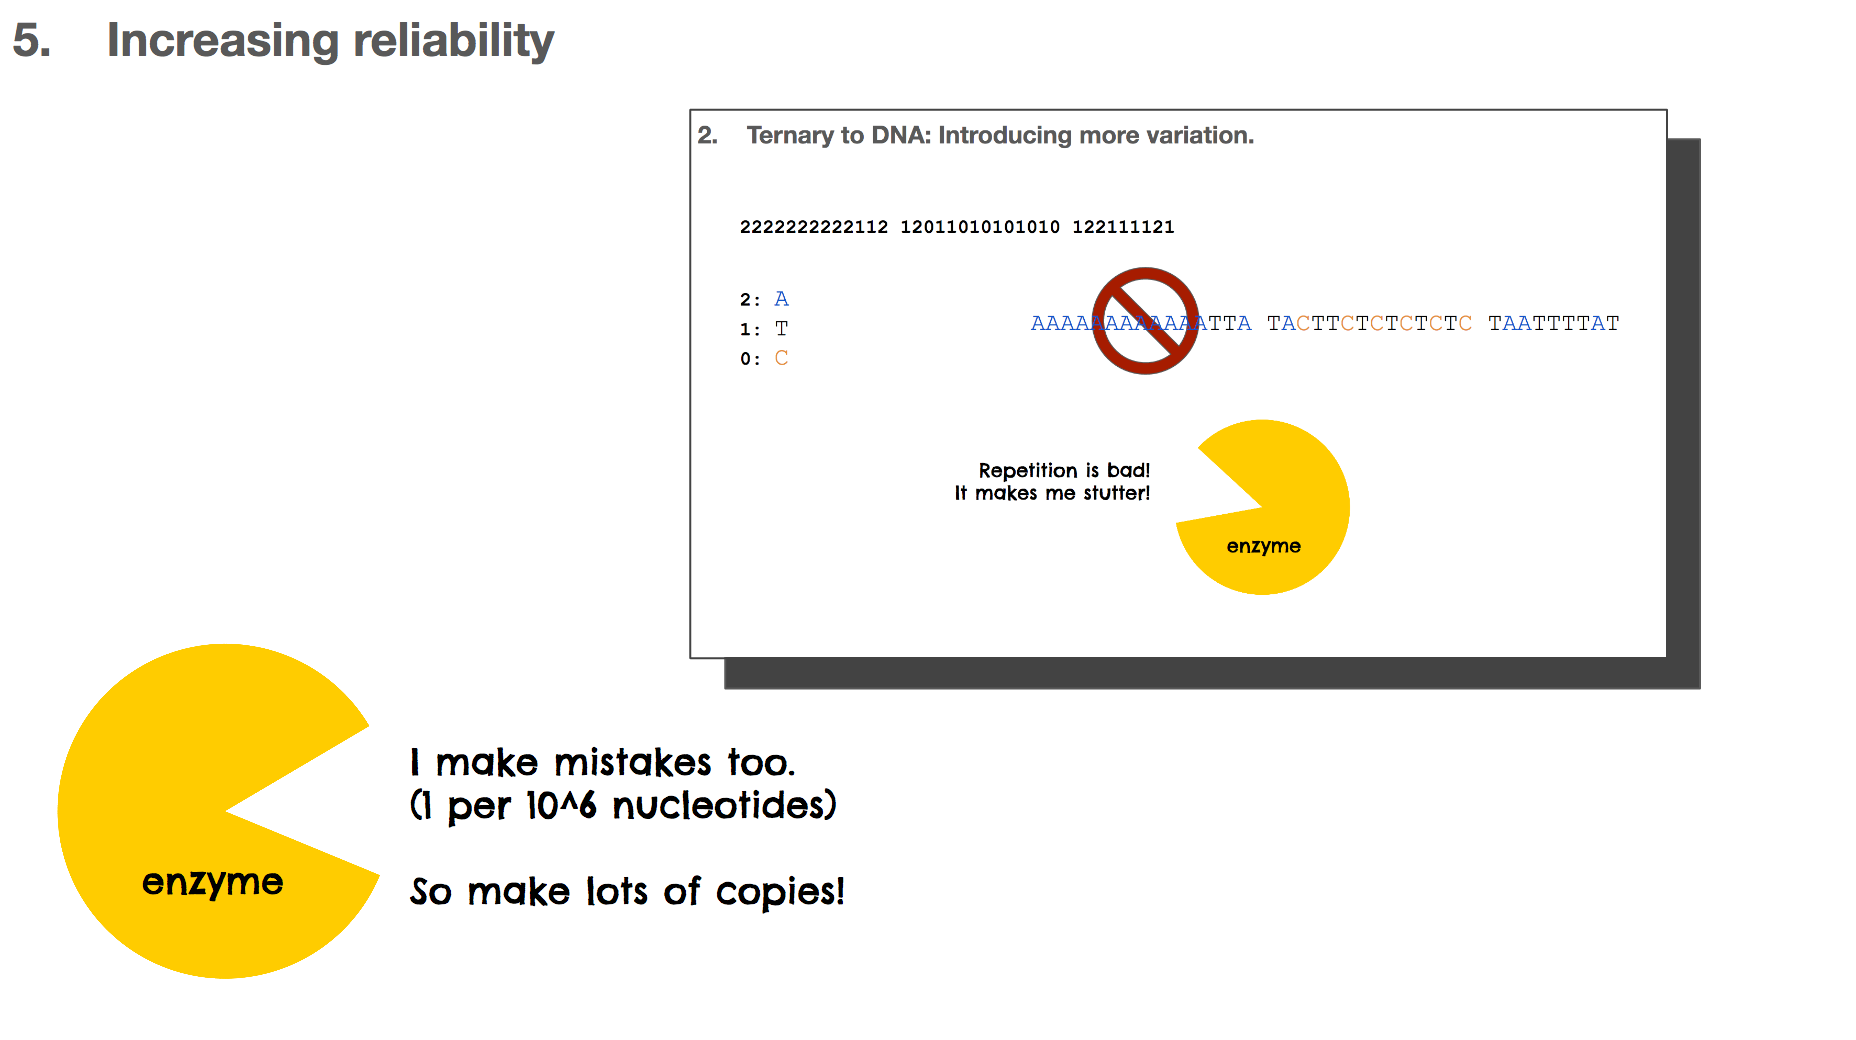 5. Increasing reliability
2. Ternary to DNA: Introducing more variation.
2222222222112 12011010101010 122111121
2: A
1: T
0: C
AAAAAAAAAAAATTA TACTTCTCTCTCTC TAATTTTAT
Repetition is bad!
It makes me stutter!
enzyme
I make mistakes too.
(1 per 10^6 nucleotides)
So make lots of copies!
enzyme